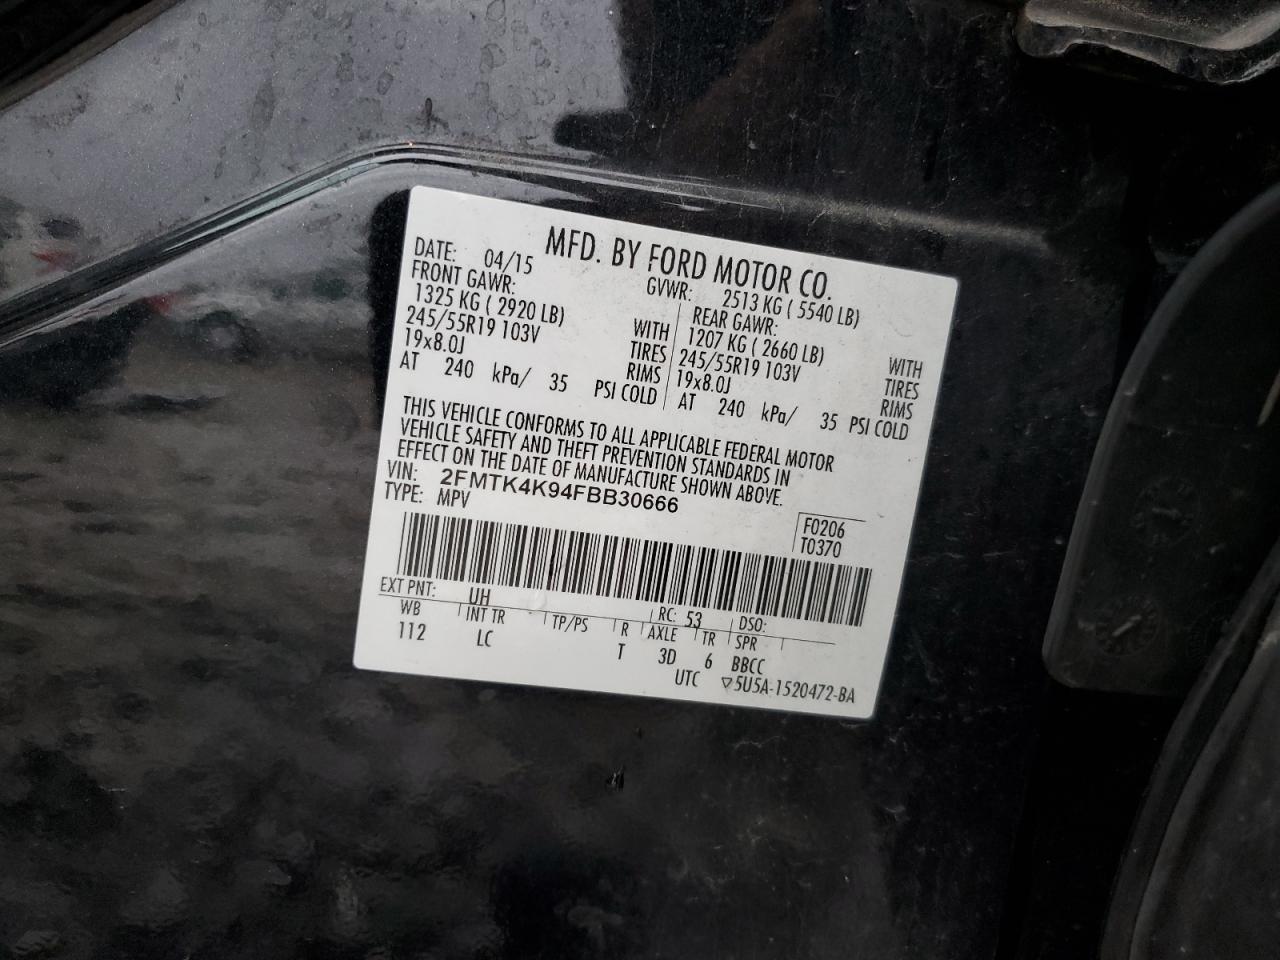 MFD. BY FORD MOTOR CO.
DATE: 04/15 GVWR: 2513 KG ( 5540 LB)
FRONT GAWR: REAR GAWR:
1325 KG ( 2920 LB) WITH 1207 KG ( 2660 LB) WITH
245/55R19 103V TIRES 245/55R19 103V TIRES
19x8.0J RIMS 19x8.0J RIMS
AT 240 kPa/ 35 PSI COLD AT 240 kPa/ 35 PSI COLD
THIS VEHICLE CONFORMS TO ALL APPLICABLE FEDERAL MOTOR
VEHICLE SAFETY AND THEFT PREVENTION STANDARDS IN
EFFECT ON THE DATE OF MANUFACTURE SHOWN ABOVE.
VIN: 2FMTK4K94FBB30666
TYPE: MPV
F0206
T0370
EXT PNT: UH RC: 53 DSO:
WB INT TR TP/PS R AXLE TR SPR
112 LC T 3D 6 BBCC
UTC ▽5U5A-1520472-BA